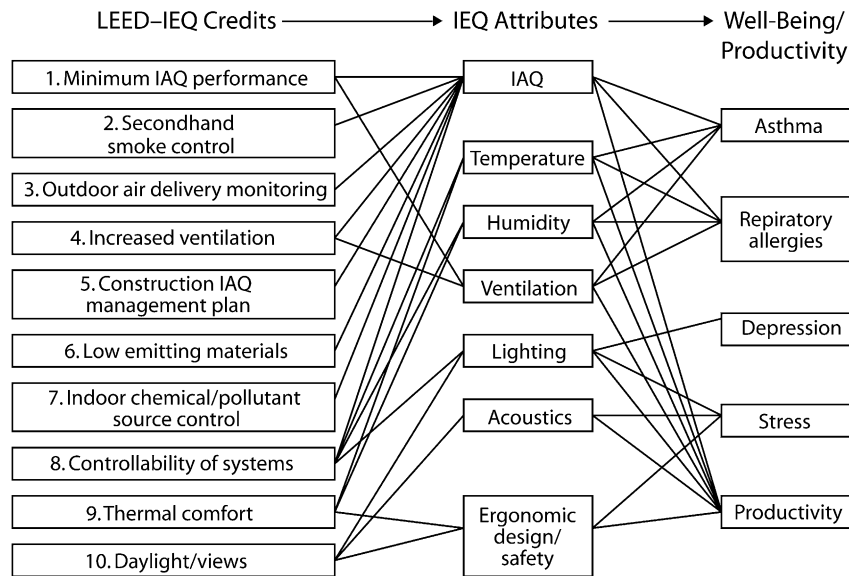 LEED–IEQ Credits
IEQ Attributes
Well-Being/
Productivity
1. Minimum IAQ performance
2. Secondhand
smoke control
3. Outdoor air delivery monitoring
4. Increased ventilation
5. Construction IAQ
management plan
6. Low emitting materials
7. Indoor chemical/pollutant
source control
8. Controllability of systems
9. Thermal comfort
10. Daylight/views
IAQ
Temperature
Humidity
Ventilation
Lighting
Acoustics
Ergonomic
design/
safety
Asthma
Repiratory
allergies
Depression
Stress
Productivity